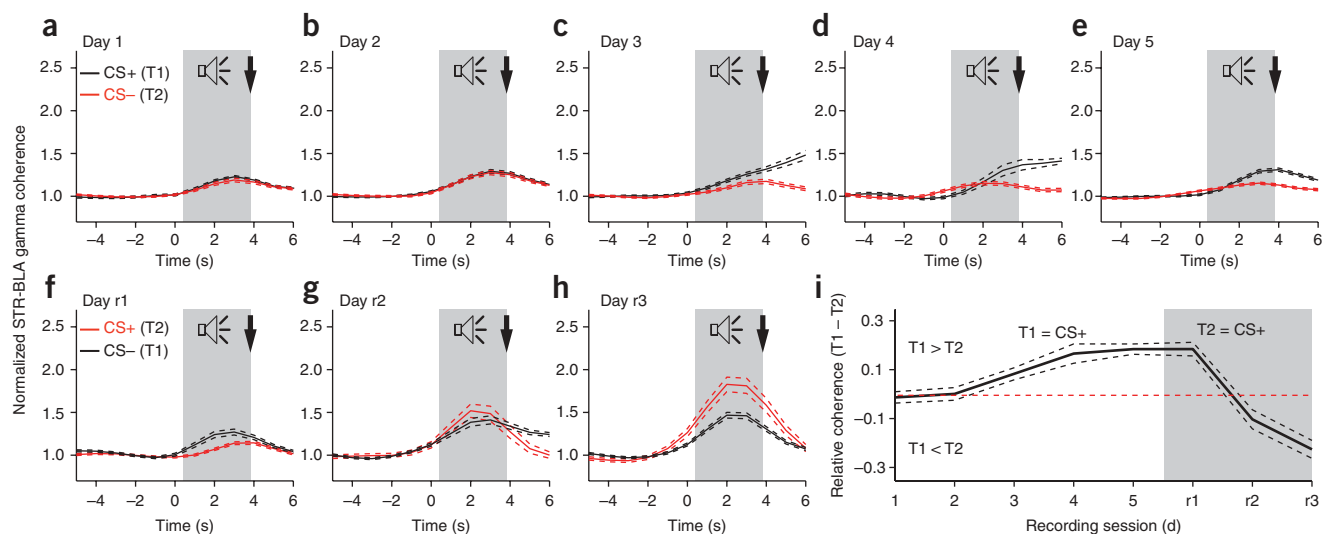 Normalized STR-BLA gamma coherence
a
Day 1
2.5
2.0
1.5
1.0
CS+ (T1)
CS– (T2)
–4 –2 0 2 4 6
Time (s)
b
Day 2
2.5
2.0
1.5
1.0
–4 –2 0 2 4 6
Time (s)
c
Day 3
2.5
2.0
1.5
1.0
–4 –2 0 2 4 6
Time (s)
d
Day 4
2.5
2.0
1.5
1.0
–4 –2 0 2 4 6
Time (s)
e
Day 5
2.5
2.0
1.5
1.0
–4 –2 0 2 4 6
Time (s)
f
Day r1
2.5
2.0
1.5
1.0
CS+ (T2)
CS– (T1)
–4 –2 0 2 4 6
Time (s)
g
Day r2
2.5
2.0
1.5
1.0
–4 –2 0 2 4 6
Time (s)
h
Day r3
2.5
2.0
1.5
1.0
–4 –2 0 2 4 6
Time (s)
i
Relative coherence (T1 – T2)
0.3
0.1
–0.1
–0.3
T1 > T2
T1 = CS+
T2 = CS+
T1 < T2
1 2 3 4 5 r1 r2 r3
Recording session (d)